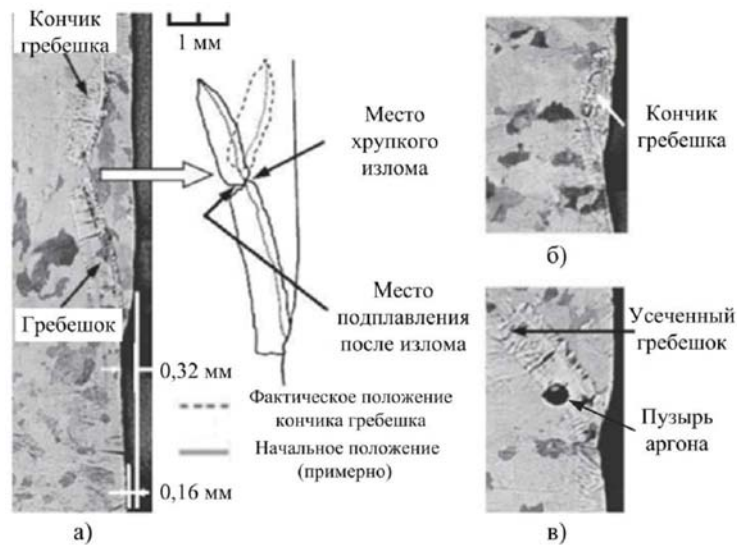 Кончик
гребешка
1 мм
Место
хрупкого
излома
Место
подплавления
после излома
Гребешок
0,32 мм
Фактическое положение
кончика гребешка
Начальное положение
(примерно)
0,16 мм
а)
Кончик
гребешка
б)
Усеченный
гребешок
Пузырь
аргона
в)